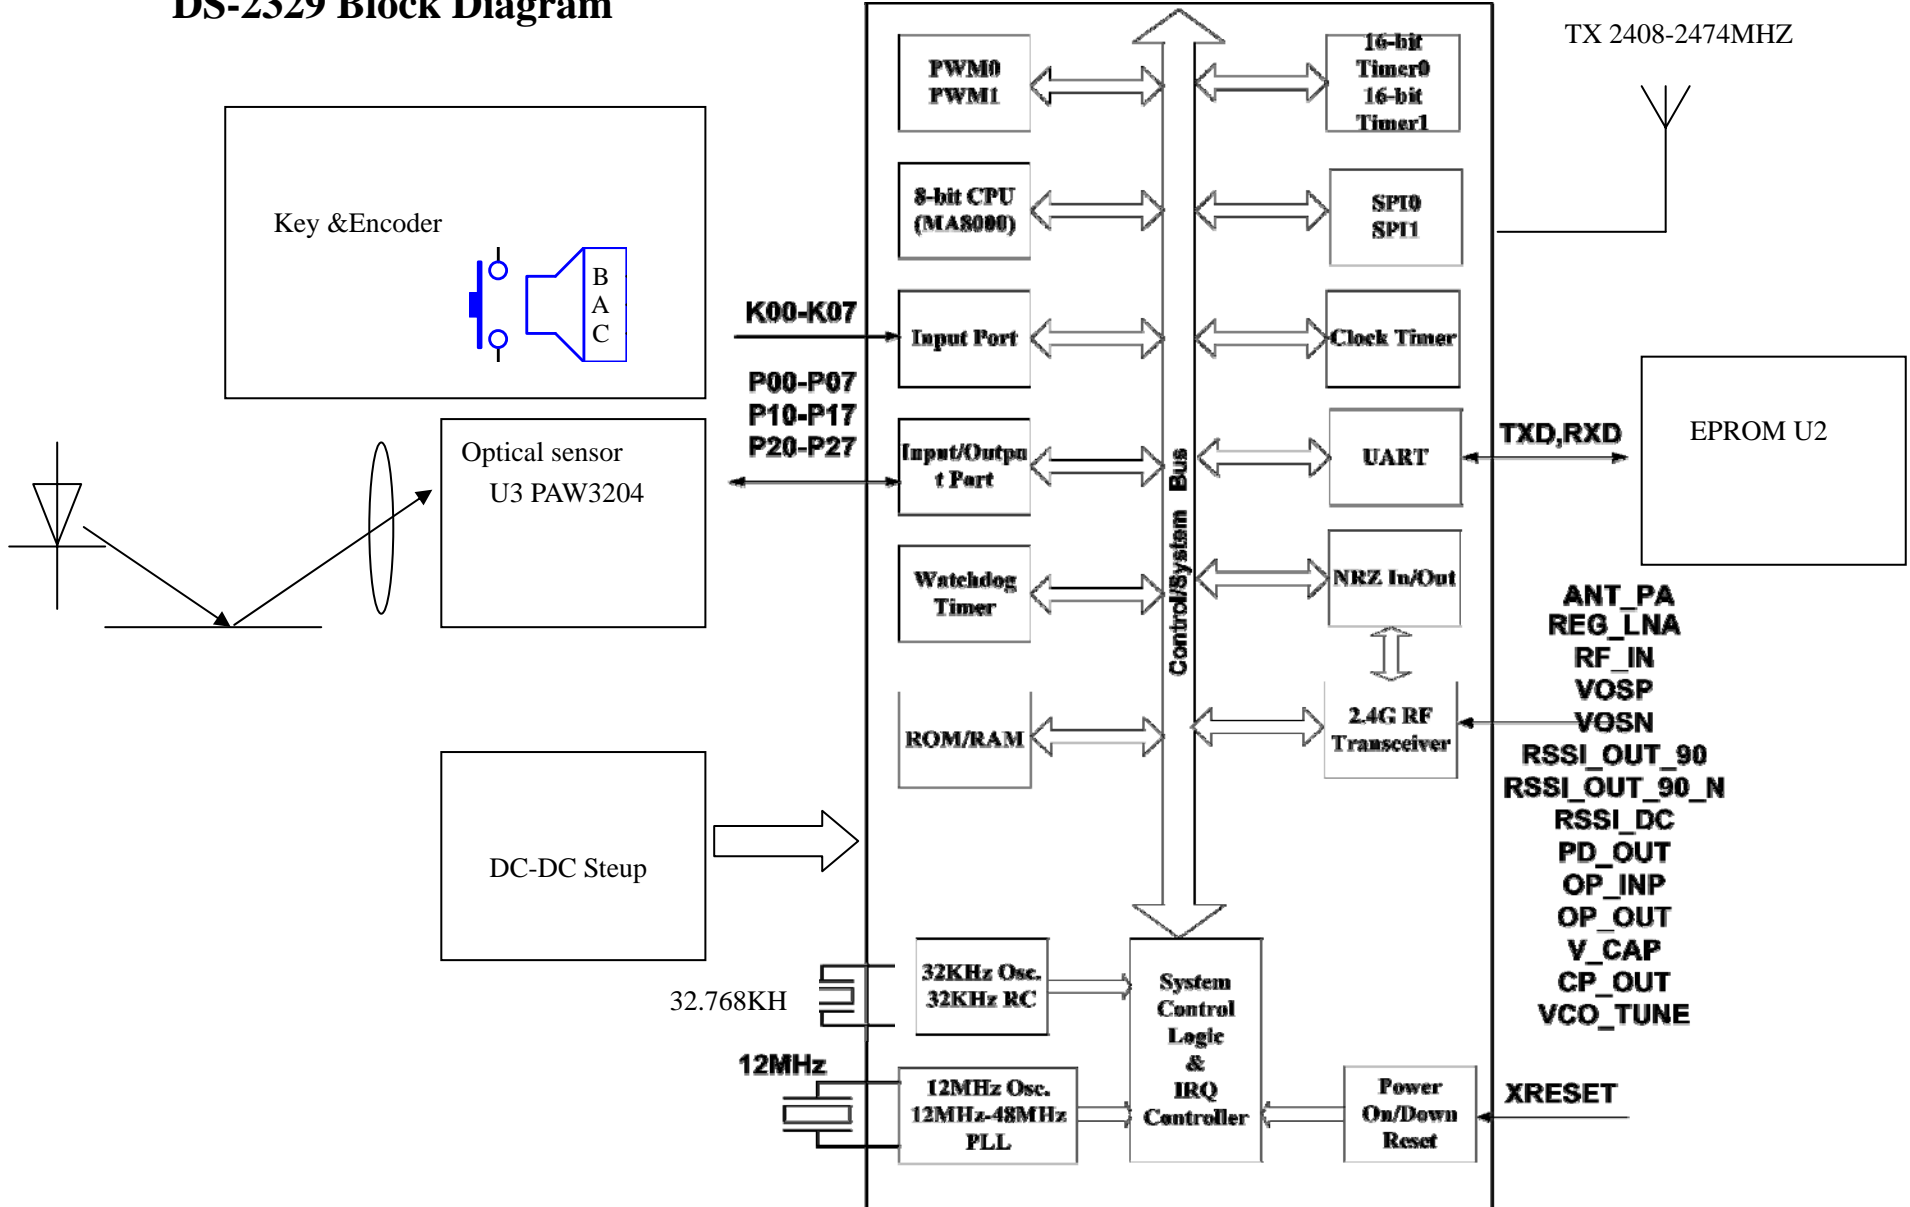 DS-2329 Block Diagram
TX 2408-2474MHZ
Key &Encoder
B
A
C
Optical sensor
U3 PAW3204
DC-DC Steup
32.768KH
12MHz
K00-K07
P00-P07
P10-P17
P20-P27
PWM0
PWM1
8-bit CPU
(MA8000)
Input Port
Input/Outpu
t Port
Watchdog
Timer
ROM/RAM
32KHz Osc.
32KHz RC
12MHz Osc.
12MHz-48MHz
PLL
Control/System Bus
System
Control
Logic
&
IRQ
Controller
16-bit
Timer0
16-bit
Timer1
SPI0
SPI1
Clock Timer
UART
NRZ In/Out
2.4G RF
Transceiver
Power
On/Down
Reset
TXD,RXD
EPROM U2
ANT_PA
REG_LNA
RF_IN
VOSP
VOSN
RSSI_OUT_90
RSSI_OUT_90_N
RSSI_DC
PD_OUT
OP_INP
OP_OUT
V_CAP
CP_OUT
VCO_TUNE
XRESET